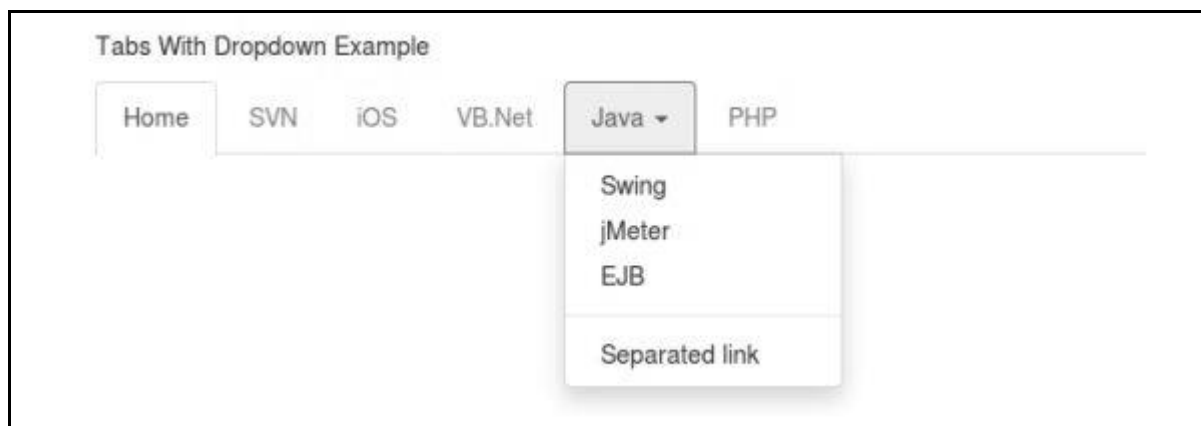 Tabs With Dropdown Example
Home SVN iOS VB.Net Java PHP
Swing
jMeter
EJB
Separated link